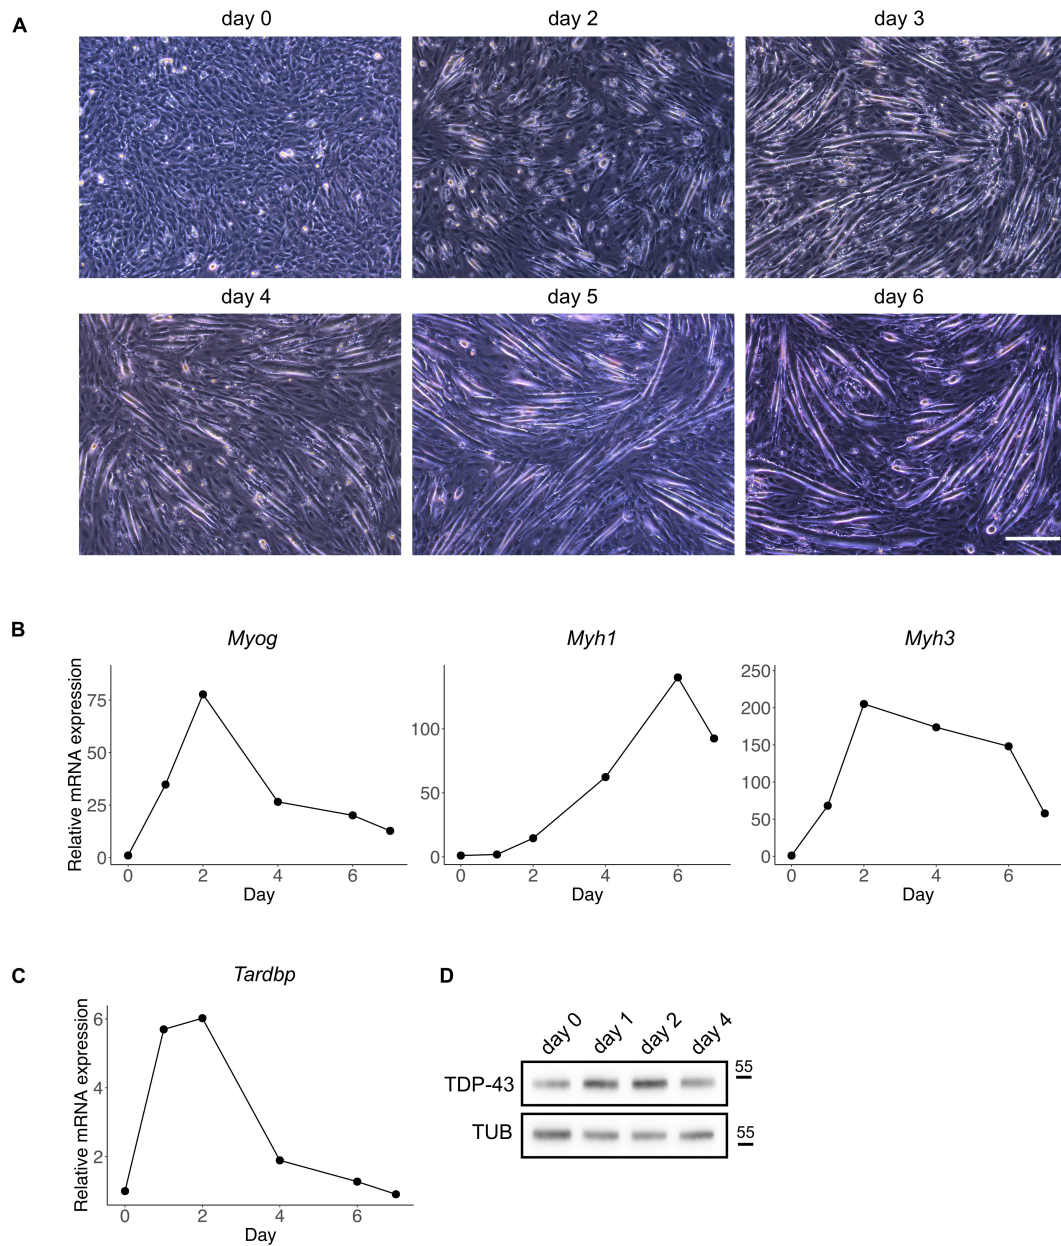 A
day 0
day 2
day 3
day 4
day 5
day 6
B
Myog
Relative mRNA expression
75
50
25
0
0
2
4
6
Day
Myh1
100
50
0
0
2
4
6
Day
Myh3
250
200
150
100
50
0
0
2
4
6
Day
C
Tardbp
Relative mRNA expression
6
4
2
0
2
4
6
Day
D
day 0
day 1
day 2
day 4
TDP-43
55
TUB
55